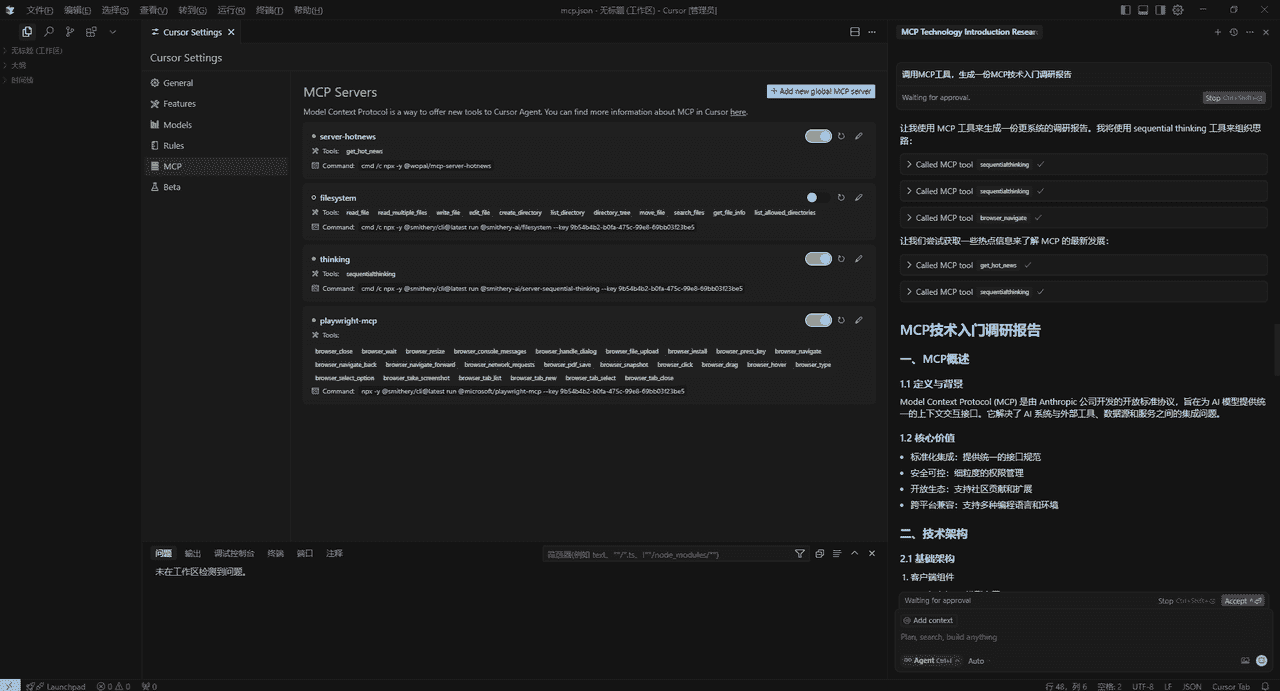 文件(F) 编辑(E) 选择(S) 查看(V) 转到(G) 运行(R) 终端(T) 帮助(H)
mcp.json - 无标题 (工作区) - Cursor [管理员]
无标题 (工作区)
大纲
时间线
Cursor Settings
Cursor Settings
General
Features
Models
Rules
MCP
Beta
MCP Servers
+ Add new global MCP server
Model Context Protocol is a way to offer new tools to Cursor Agent. You can find more information about MCP in Cursor here.
server-hotnews
Tools: get_hot_news
Command: cmd /c npx -y @wopal/mcp-server-hotnews
filesystem
Tools: read_file read_multiple_files write_file edit_file create_directory list_directory directory_tree move_file search_files get_file_info list_allowed_directories
Command: cmd /c npx -y @smithery/cli@latest run @smithery-ai/filesystem --key 9b54b4b2-b0fa-475c-99e8-69bb03f23be5
thinking
Tools: sequentialthinking
Command: cmd /c npx -y @smithery/cli@latest run @smithery-ai/server-sequential-thinking --key 9b54b4b2-b0fa-475c-99e8-69bb03f23be5
playwright-mcp
Tools:
browser_close browser_wait browser_resize browser_console_messages browser_handle_dialog browser_file_upload browser_install browser_press_key browser_navigate
browser_navigate_back browser_navigate_forward browser_network_requests browser_pdf_save browser_snapshot browser_click browser_drag browser_hover browser_type
browser_select_option browser_take_screenshot browser_tab_list browser_tab_new browser_tab_select browser_tab_close
Command: npx -y @smithery/cli@latest run @microsoft/playwright-mcp --key 9b54b4b2-b0fa-475c-99e8-69bb03f23be5
问题 输出 调试控制台 终端 端口 注释
筛选器(例如 text、**/*.ts、!**/node_modules/**)
未在工作区检测到问题。
MCP Technology Introduction Resear
调用MCP工具，生成一份MCP技术入门调研报告
Waiting for approval.
Stop Ctrl+Shift+⌫
让我使用 MCP 工具来生成一份更系统的调研报告。我将使用 sequential thinking 工具来组织思
路：
Called MCP tool sequentialthinking
Called MCP tool sequentialthinking
Called MCP tool browser_navigate
让我们尝试获取一些热点信息来了解 MCP 的最新发展：
Called MCP tool get_hot_news
Called MCP tool sequentialthinking
MCP技术入门调研报告
一、MCP概述
1.1 定义与背景
Model Context Protocol (MCP) 是由 Anthropic 公司开发的开放标准协议，旨在为 AI 模型提供统
一的上下文交互接口。它解决了 AI 系统与外部工具、数据源和服务之间的集成问题。
1.2 核心价值
• 标准化集成：提供统一的接口规范
• 安全可控：细粒度的权限管理
• 开放生态：支持社区贡献和扩展
• 跨平台兼容：支持多种编程语言和环境
二、技术架构
2.1 基础架构
1. 客户端组件
Waiting for approval
Stop Ctrl+Shift+⌫ Accept
Add context
Plan, search, build anything
Agent Ctrl+I Auto
Launchpad 0 0 0
行 48，列 6 空格: 2 UTF-8 LF JSON Cursor Tab